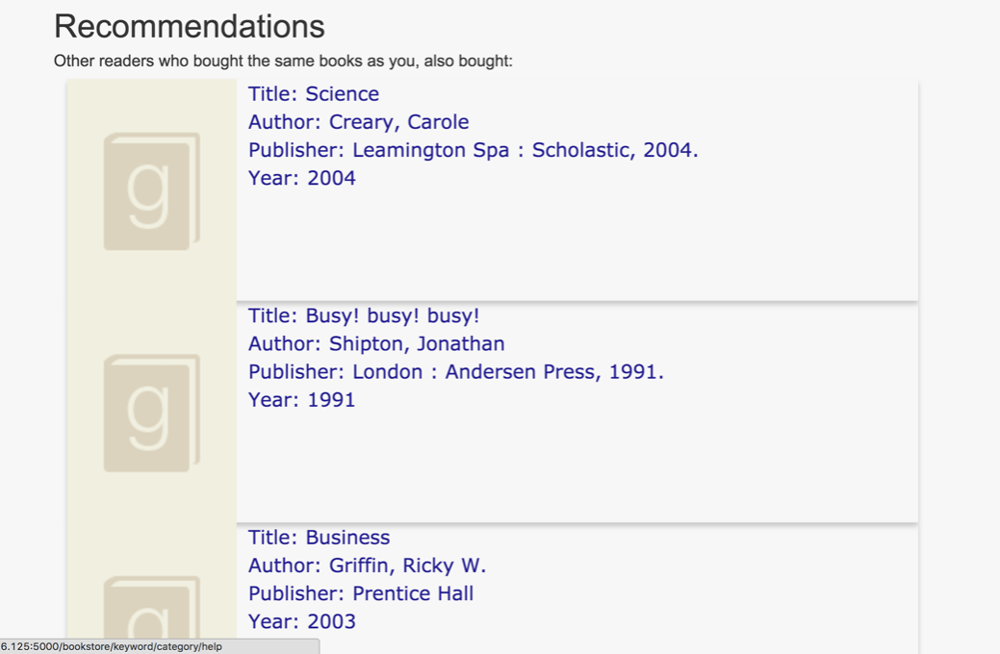 Recommendations
Other readers who bought the same books as you, also bought:
g
Title: Science
Author: Creary, Carole
Publisher: Leamington Spa : Scholastic, 2004.
Year: 2004
g
Title: Busy! busy! busy!
Author: Shipton, Jonathan
Publisher: London : Andersen Press, 1991.
Year: 1991
g
Title: Business
Author: Griffin, Ricky W.
Publisher: Prentice Hall
Year: 2003
6.125:5000/bookstore/keyword/category/help